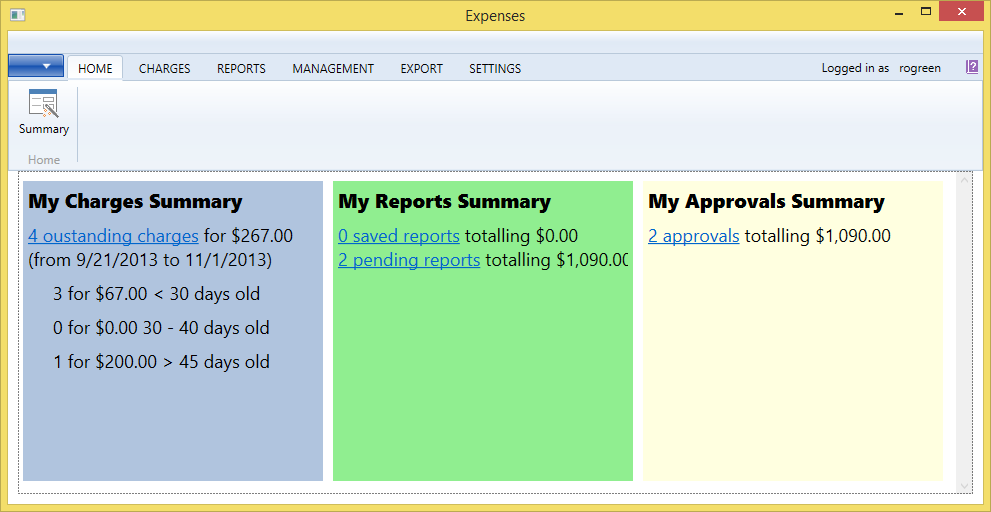 Expenses
HOME CHARGES REPORTS MANAGEMENT EXPORT SETTINGS Logged in as rogreen ?
Summary
Home
My Charges Summary
4 oustanding charges for $267.00
(from 9/21/2013 to 11/1/2013)
3 for $67.00 < 30 days old
0 for $0.00 30 - 40 days old
1 for $200.00 > 45 days old
My Reports Summary
0 saved reports totalling $0.00
2 pending reports totalling $1,090.00
My Approvals Summary
2 approvals totalling $1,090.00